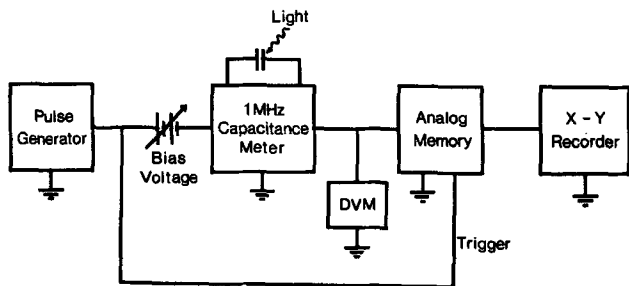 Light
Pulse
Generator
Bias
Voltage
1MHz
Capacitance
Meter
DVM
Analog
Memory
Trigger
X - Y
Recorder